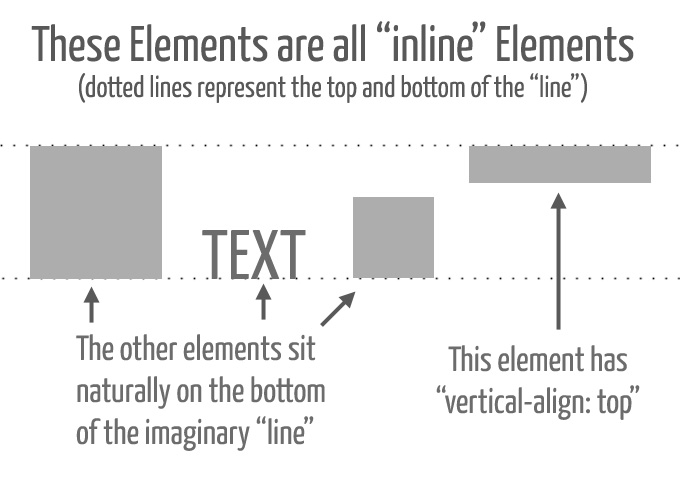 These Elements are all “inline” Elements
(dotted lines represent the top and bottom of the “line”)
TEXT
The other elements sit
naturally on the bottom
of the imaginary “line”
This element has
“vertical-align: top”